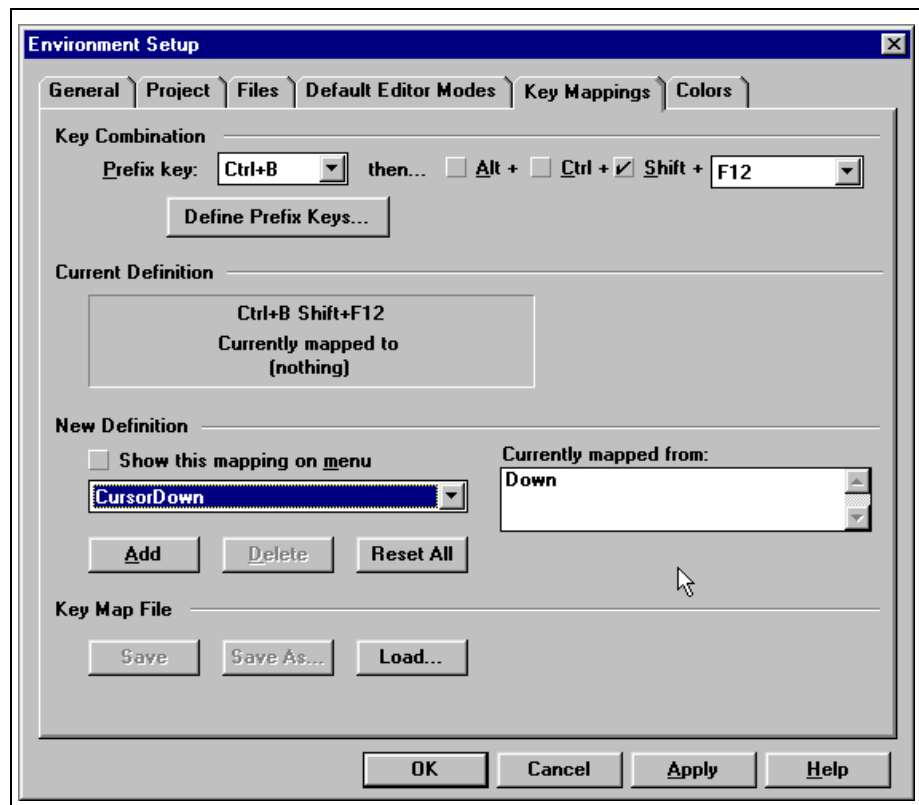 Environment Setup
General Project Files Default Editor Modes Key Mappings Colors
Key Combination
Prefix key: Ctrl+B then... Alt + Ctrl + Shift + F12
Define Prefix Keys...
Current Definition
Ctrl+B Shift+F12
Currently mapped to
(nothing)
New Definition
Show this mapping on menu
Currently mapped from:
CursorDown
Down
Add Delete Reset All
Key Map File
Save Save As... Load...
OK Cancel Apply Help